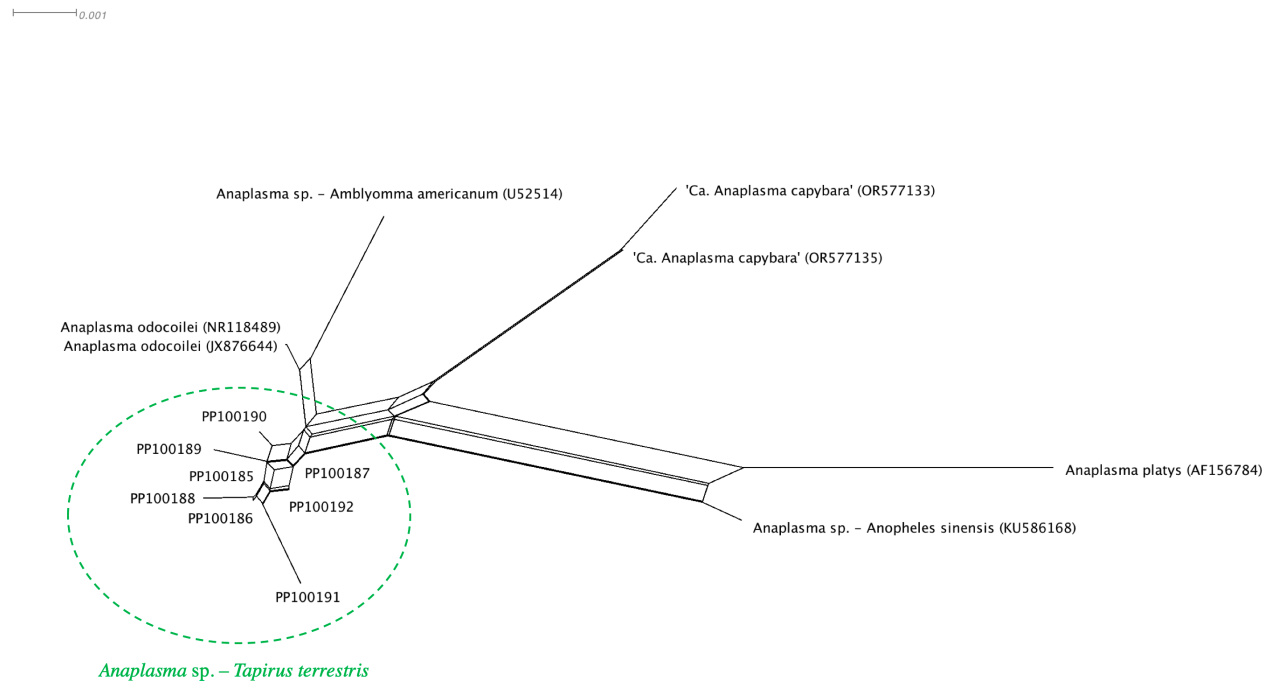 0.001
'Ca. Anaplasma capybara' (OR577133)
Anaplasma sp. – Amblyomma americanum (U52514)
'Ca. Anaplasma capybara' (OR577135)
Anaplasma odocoilei (NR118489)
Anaplasma odocoilei (JX876644)
PP100190
PP100189
Anaplasma platys (AF156784)
PP100187
PP100185
PP100188
PP100192
PP100186
Anaplasma sp. – Anopheles sinensis (KU586168)
PP100191
Anaplasma sp. – Tapirus terrestris